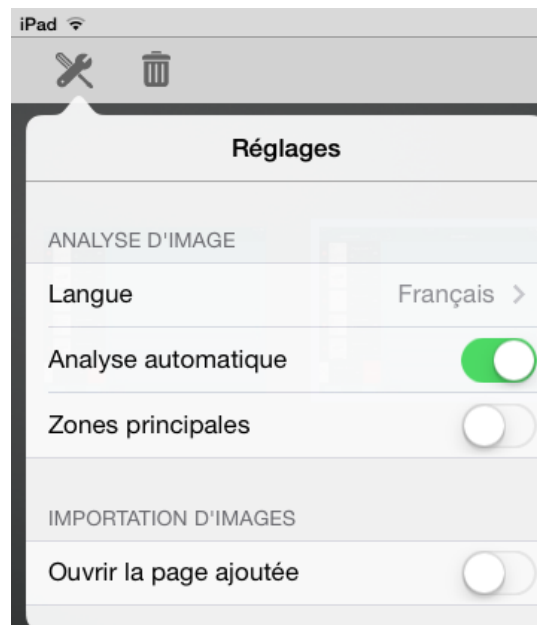 iPad
Réglages
ANALYSE D'IMAGE
Langue Français
Analyse automatique
Zones principales
IMPORTATION D'IMAGES
Ouvrir la page ajoutée